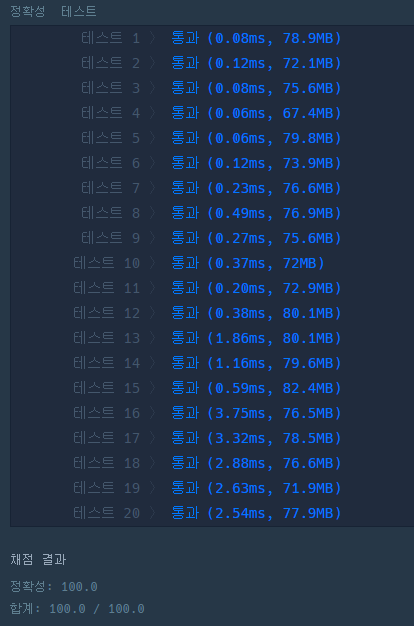 정확성 테스트
테스트 1 〉 통과 (0.08ms, 78.9MB)
테스트 2 〉 통과 (0.12ms, 72.1MB)
테스트 3 〉 통과 (0.08ms, 75.6MB)
테스트 4 〉 통과 (0.06ms, 67.4MB)
테스트 5 〉 통과 (0.06ms, 79.8MB)
테스트 6 〉 통과 (0.12ms, 73.9MB)
테스트 7 〉 통과 (0.23ms, 76.6MB)
테스트 8 〉 통과 (0.49ms, 76.9MB)
테스트 9 〉 통과 (0.27ms, 75.6MB)
테스트 10 〉 통과 (0.37ms, 72MB)
테스트 11 〉 통과 (0.20ms, 72.9MB)
테스트 12 〉 통과 (0.38ms, 80.1MB)
테스트 13 〉 통과 (1.86ms, 80.1MB)
테스트 14 〉 통과 (1.16ms, 79.6MB)
테스트 15 〉 통과 (0.59ms, 82.4MB)
테스트 16 〉 통과 (3.75ms, 76.5MB)
테스트 17 〉 통과 (3.32ms, 78.5MB)
테스트 18 〉 통과 (2.88ms, 76.6MB)
테스트 19 〉 통과 (2.63ms, 71.9MB)
테스트 20 〉 통과 (2.54ms, 77.9MB)
채점 결과
정확성: 100.0
합계: 100.0 / 100.0